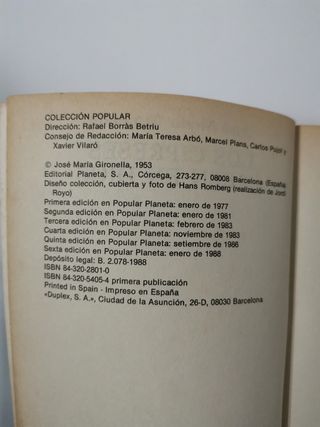 COLECCIÓN POPULAR
Dirección: Rafael Borràs Betriu
Consejo de Redacción: María Teresa Arbó, Marcel Plans, Carlos Pujol y
Xavier Vilaró
© José María Gironella, 1953
Editorial Planeta, S. A., Córcega, 273-277, 08008 Barcelona (España)
Diseño colección, cubierta y foto de Hans Romberg (realización de Jordi
Royo)
Primera edición en Popular Planeta: enero de 1977
Segunda edición en Popular Planeta: enero de 1981
Tercera edición en Popular Planeta: febrero de 1983
Cuarta edición en Popular Planeta: noviembre de 1983
Quinta edición en Popular Planeta: setiembre de 1986
Sexta edición en Popular Planeta: enero de 1988
Depósito legal: B. 2.078-1988
ISBN 84-320-2801-0
ISBN 84-320-5405-4 primera publicación
Printed in Spain - Impreso en España
«Duplex, S. A.», Ciudad de la Asunción, 26-D, 08030 Barcelona